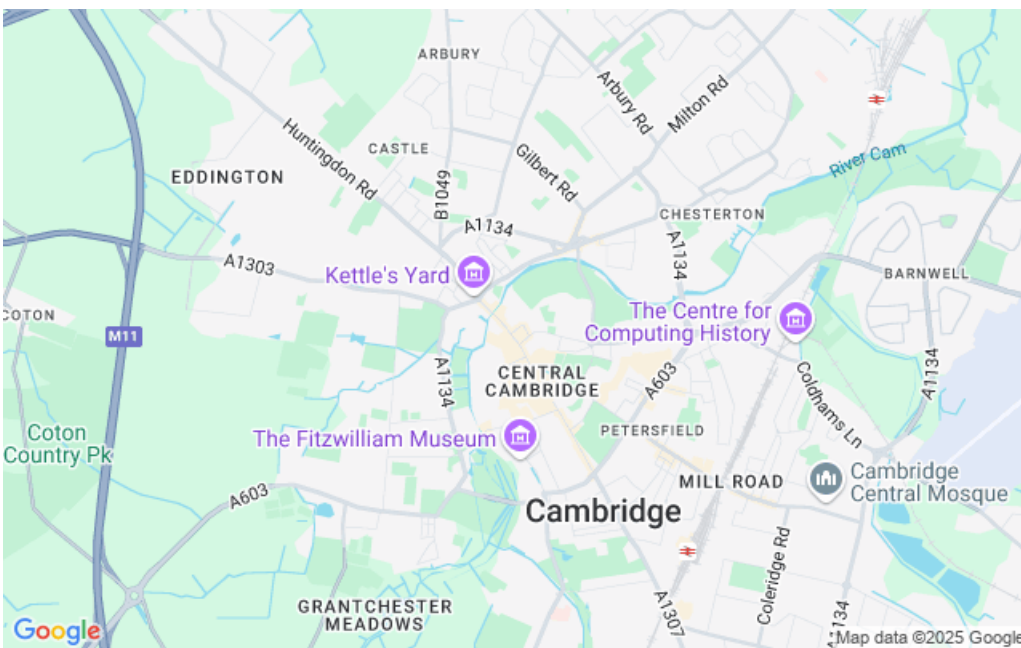 ARBURY
Arbury Rd
Milton Rd
Huntingdon Rd
CASTLE
Gilbert Rd
River Cam
EDDINGTON
B1049
CHESTERTON
A1134
A1134
A1303
Kettle's Yard
BARNWELL
COTON
The Centre for
Computing History
M11
A1134
CENTRAL
CAMBRIDGE
A603
A1134
Coldhams Ln
Coton
Country Pk
The Fitzwilliam Museum
PETERSFIELD
MILL ROAD
Cambridge
Central Mosque
A603
Cambridge
Coleridge Rd
GRANTCHESTER
MEADOWS
A1307
A1134
Google
Map data ©2025 Google